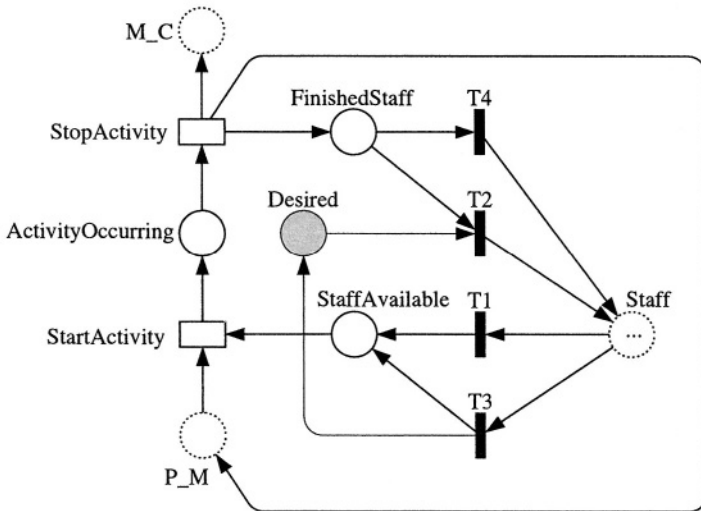 M_C
FinishedStaff
T4
StopActivity
Desired
T2
ActivityOccurring
StaffAvailable
T1
Staff
...
StartActivity
T3
P_M